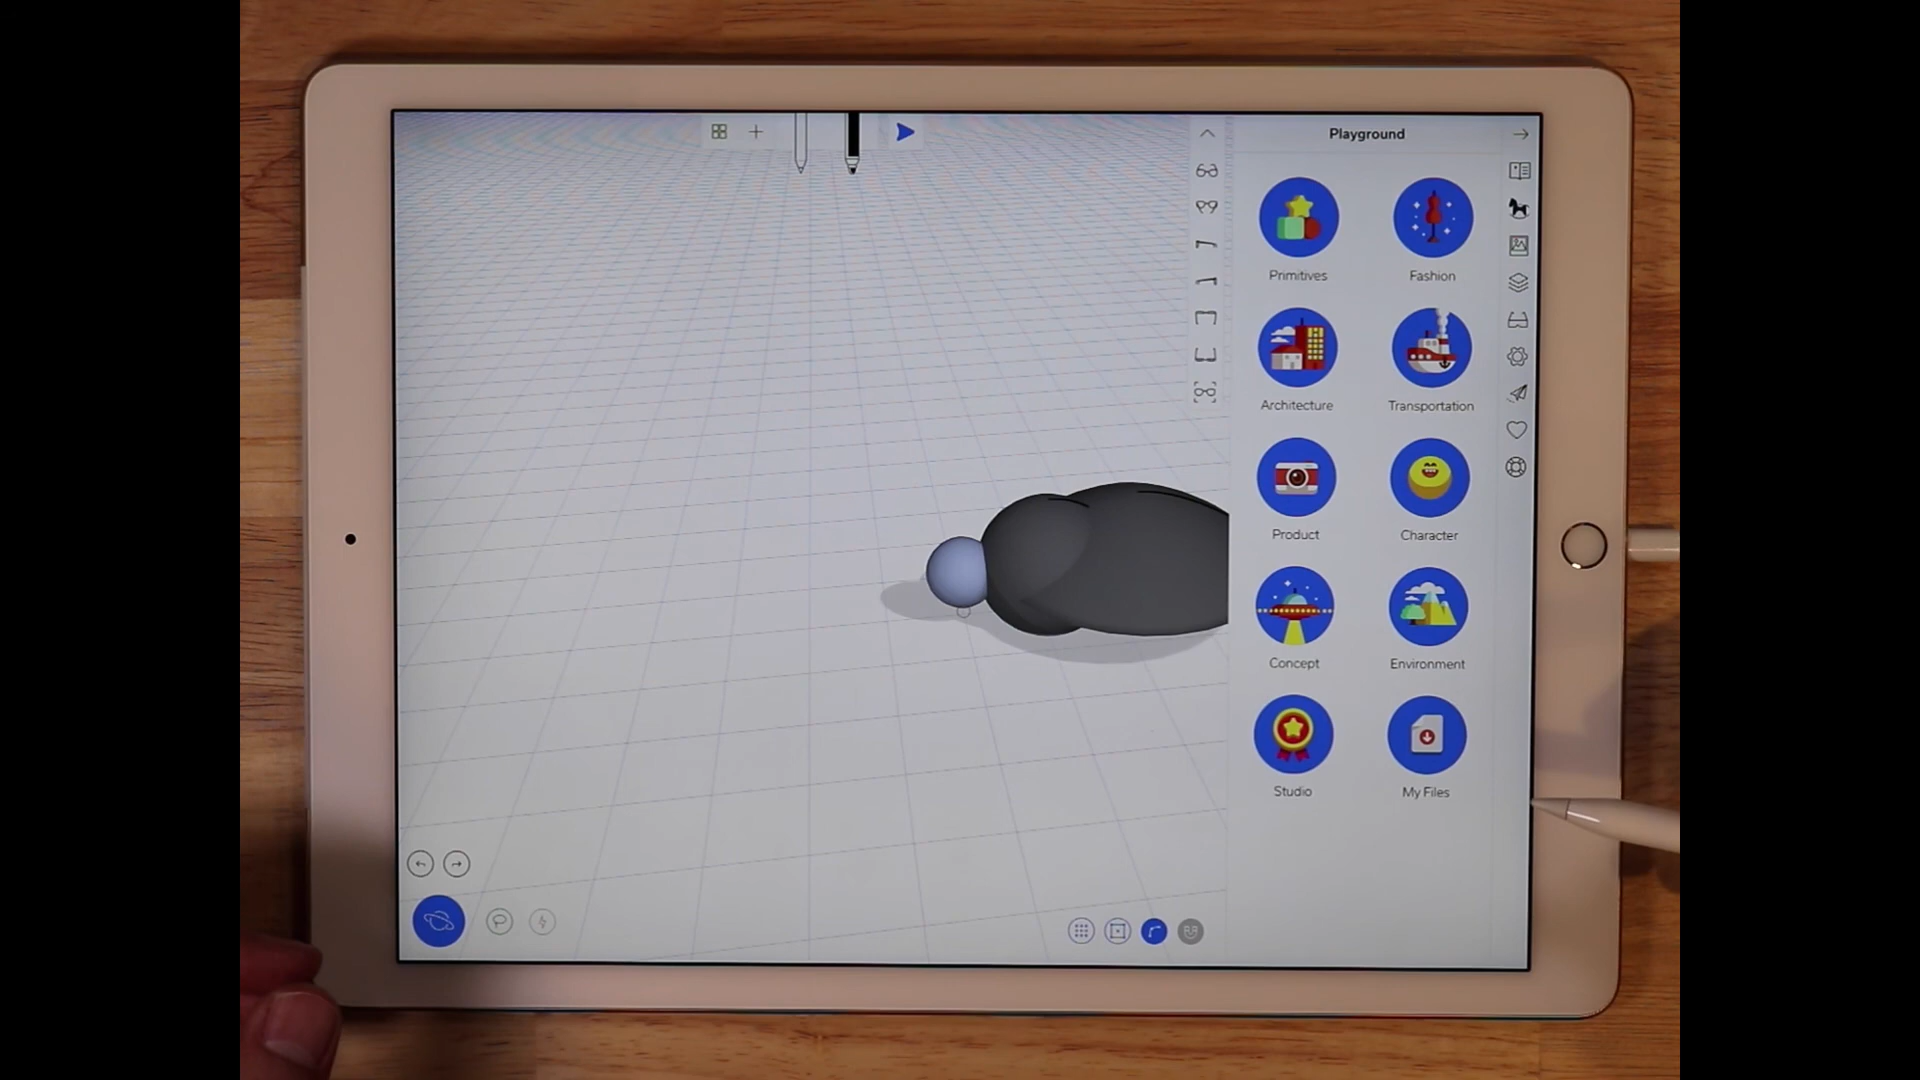 Playground
Primitives
Fashion
Architecture
Transportation
Product
Character
Concept
Environment
Studio
My Files